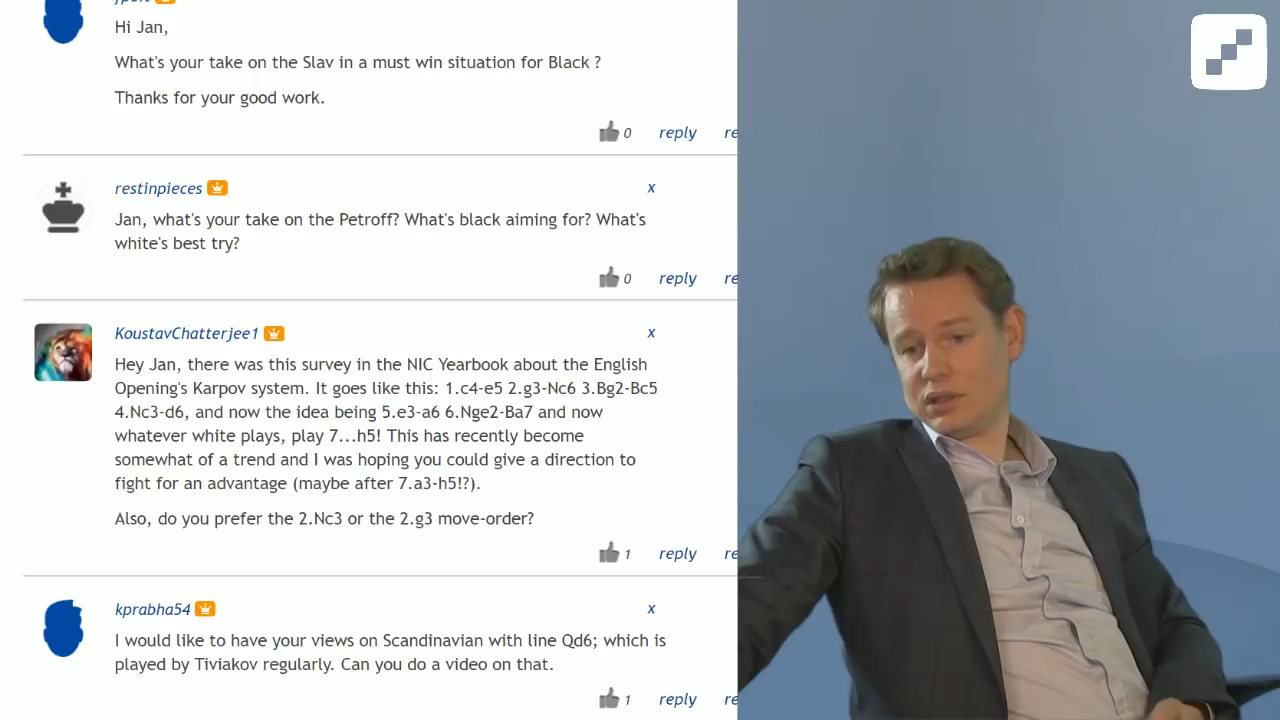 Hi Jan,
What's your take on the Slav in a must win situation for Black ?
Thanks for your good work.
0 reply re
restinpieces x
Jan, what's your take on the Petroff? What's black aiming for? What's
white's best try?
0 reply re
KoustavChatterjee1 x
Hey Jan, there was this survey in the NIC Yearbook about the English
Opening's Karpov system. It goes like this: 1.c4-e5 2.g3-Nc6 3.Bg2-Bc5
4.Nc3-d6, and now the idea being 5.e3-a6 6.Nge2-Ba7 and now
whatever white plays, play 7...h5! This has recently become
somewhat of a trend and I was hoping you could give a direction to
fight for an advantage (maybe after 7.a3-h5!?).
Also, do you prefer the 2.Nc3 or the 2.g3 move-order?
1 reply re
kprabha54 x
I would like to have your views on Scandinavian with line Qd6; which is
played by Tiviakov regularly. Can you do a video on that.
1 reply re